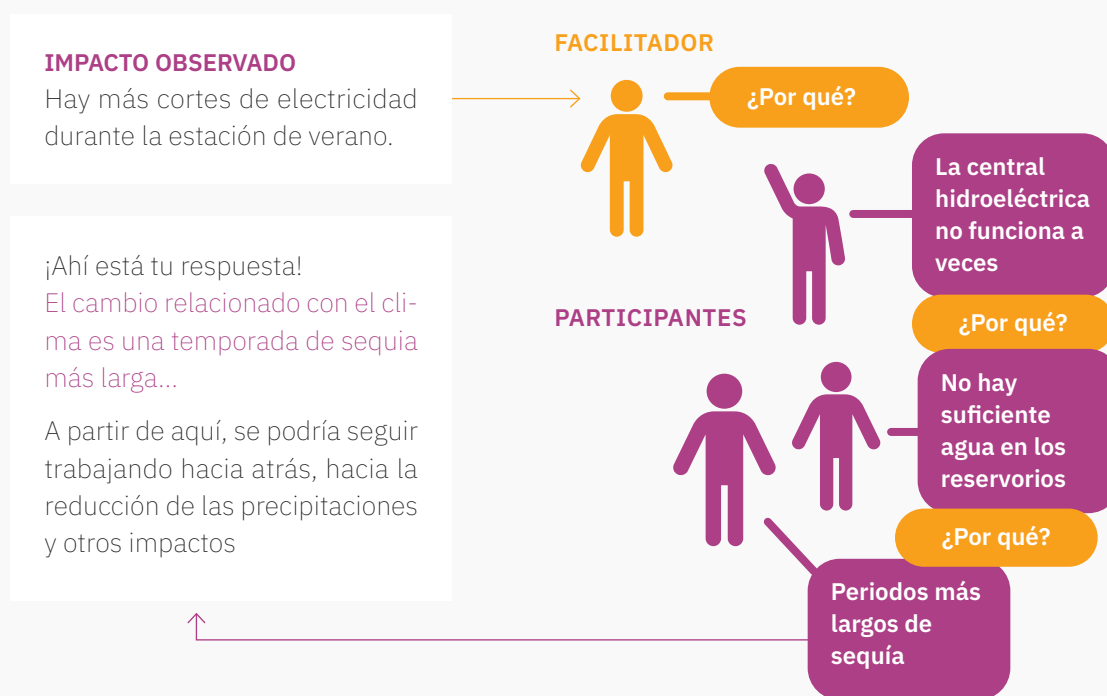 IMPACTO OBSERVADO
Hay más cortes de electricidad
durante la estación de verano.
FACILITADOR
¿Por qué?
La central
hidroeléctrica
no funciona a
veces
¿Por qué?
PARTICIPANTES
No hay
suficiente
agua en los
reservorios
¿Por qué?
Periodos más
largos de
sequía
¡Ahí está tu respuesta!
El cambio relacionado con el cli-
ma es una temporada de sequia
más larga...
A partir de aquí, se podría seguir
trabajando hacia atrás, hacia la
reducción de las precipitaciones
y otros impactos